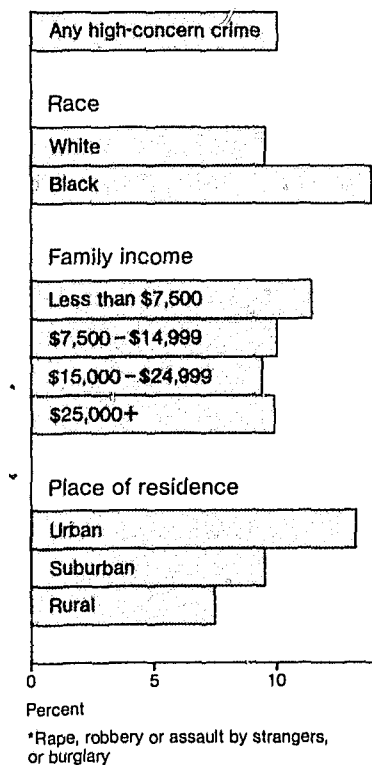 Any high-concern crime
Race
White
Black
Family income
Less than $7,500
$7,500–$14,999
$15,000–$24,999
$25,000+
Place of residence
Urban
Suburban
Rural
0 5 10
Percent
*Rape, robbery or assault by strangers,
or burglary